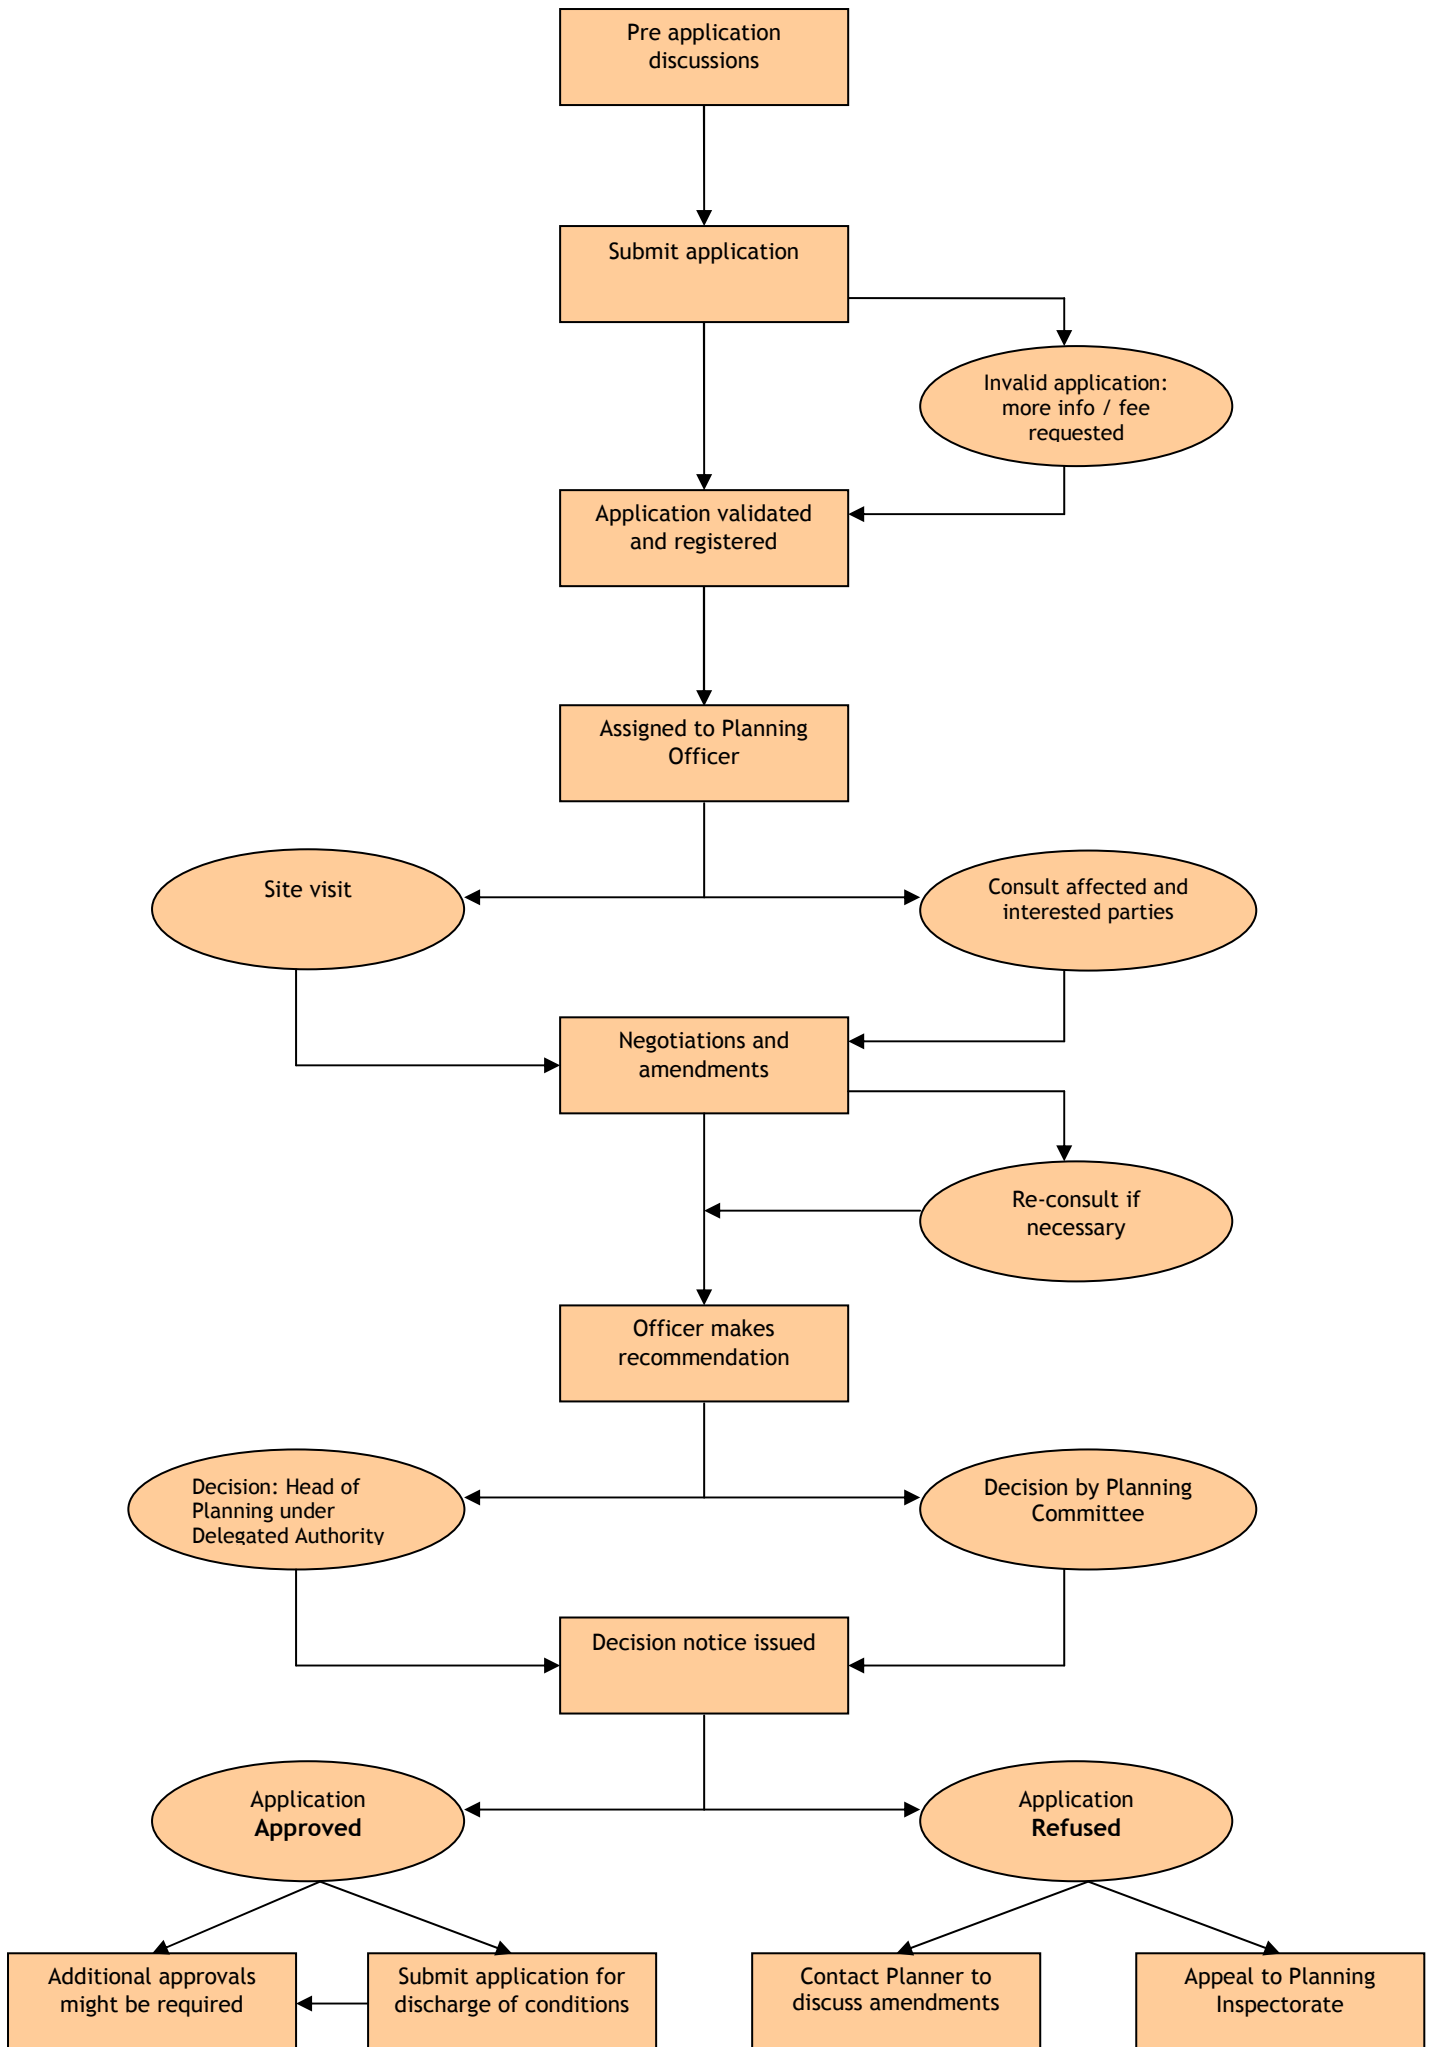 Pre application
discussions
Submit application
Invalid application:
more info / fee
requested
Application validated
and registered
Assigned to Planning
Officer
Site visit
Consult affected and
interested parties
Negotiations and
amendments
Re-consult if
necessary
Officer makes
recommendation
Decision: Head of
Planning under
Delegated Authority
Decision by Planning
Committee
Decision notice issued
Application
Approved
Application
Refused
Additional approvals
might be required
Submit application for
discharge of conditions
Contact Planner to
discuss amendments
Appeal to Planning
Inspectorate